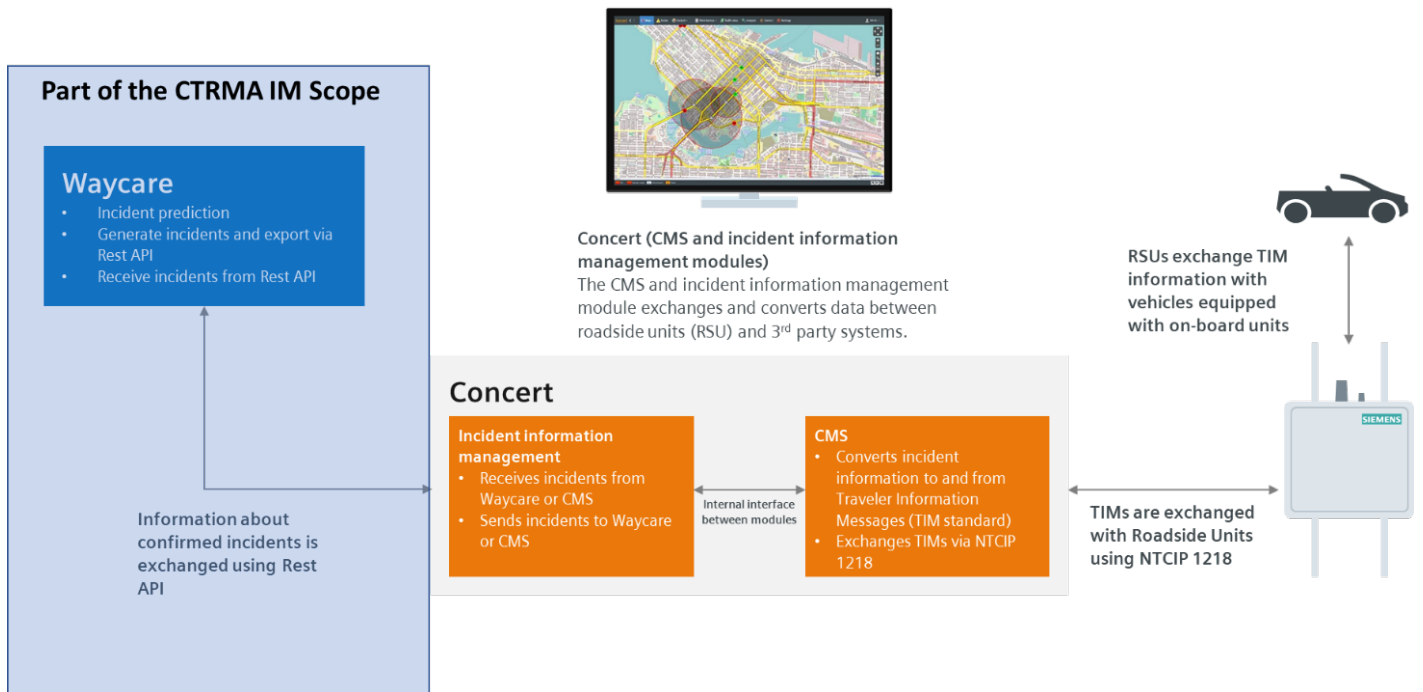 Part of the CTRMA IM Scope
Waycare
• Incident prediction
• Generate incidents and export via
Rest API
• Receive incidents from Rest API
Information about
confirmed incidents is
exchanged using Rest
API
Concert (CMS and incident information
management modules)
The CMS and incident information management
module exchanges and converts data between
roadside units (RSU) and 3rd party systems.
Concert
Incident information
management
• Receives incidents from
Waycare or CMS
• Sends incidents to Waycare
or CMS
Internal interface
between modules
CMS
• Converts incident
information to and from
Traveler Information
Messages (TIM standard)
• Exchanges TIMs via NTCIP
1218
RSUs exchange TIM
information with
vehicles equipped
with on-board units
SIEMENS
TIMs are exchanged
with Roadside Units
using NTCIP 1218